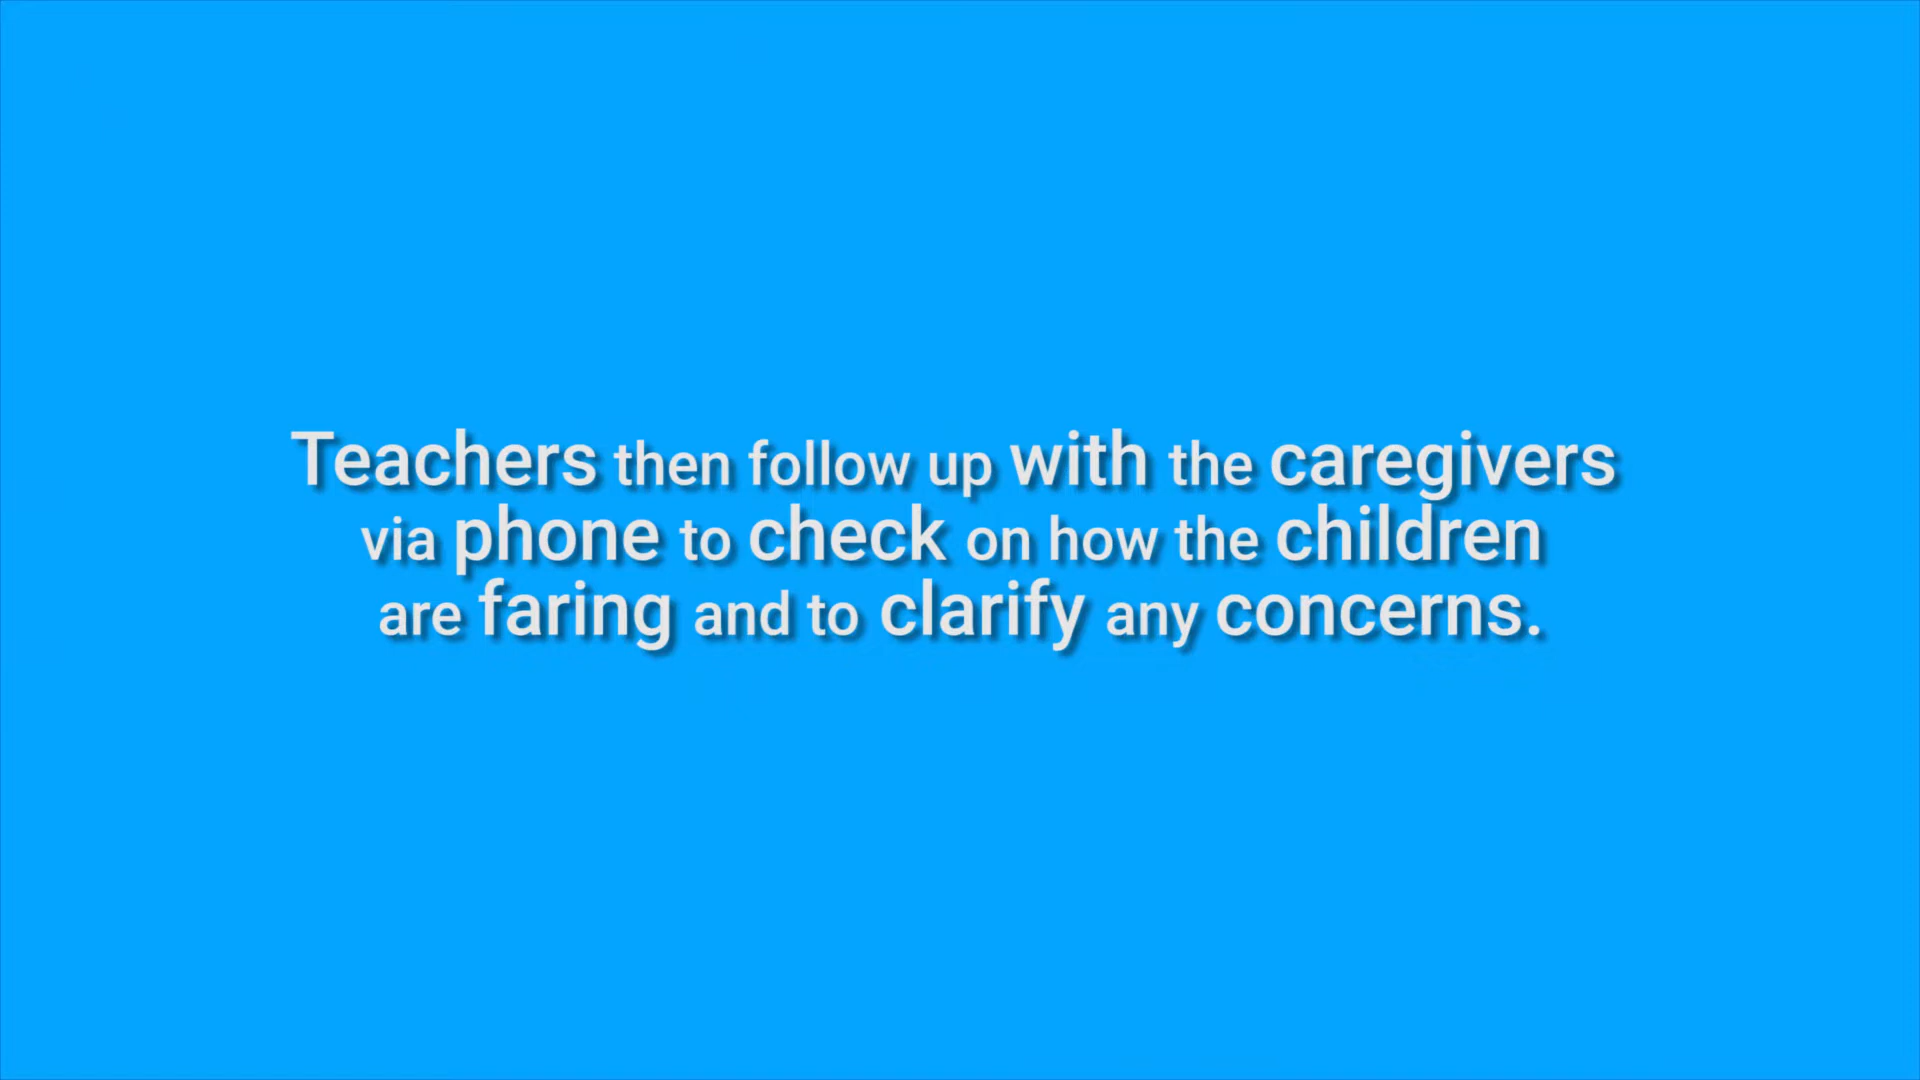 Teachers then follow up with the caregivers
via phone to check on how the children
are faring and to clarify any concerns.